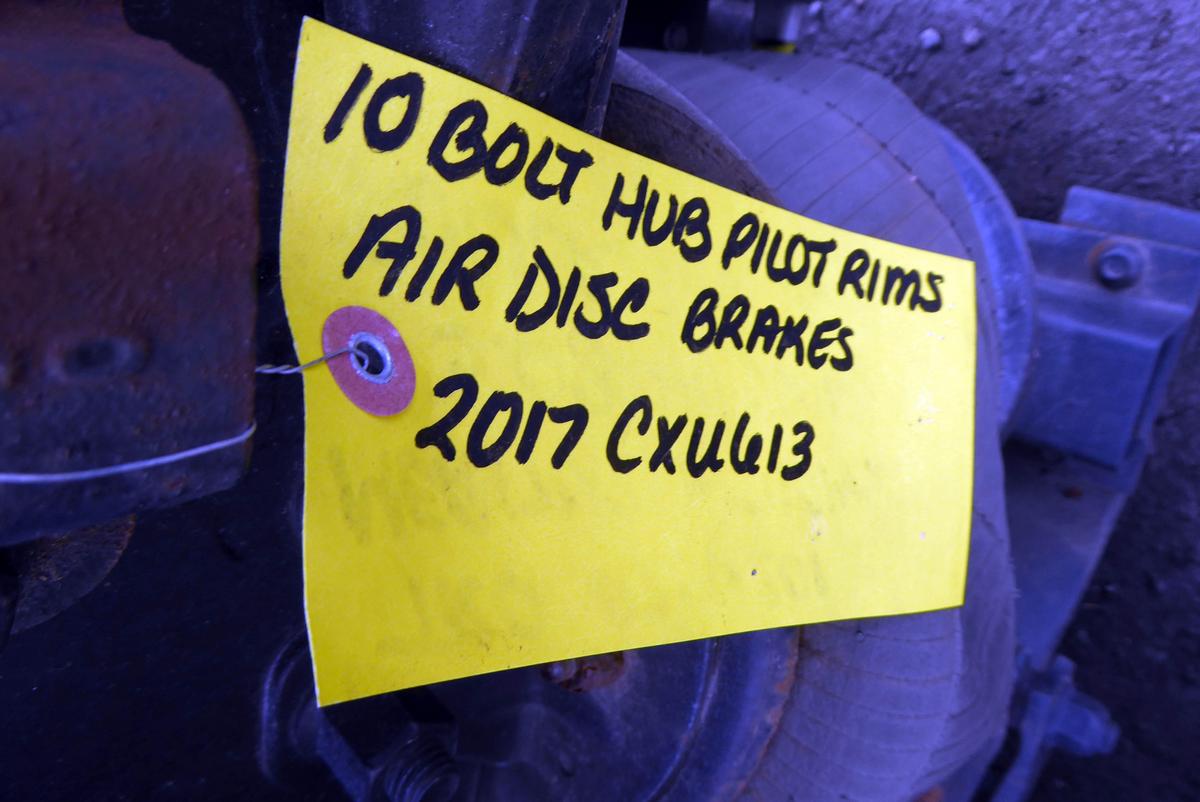 10 BOLT HUB PILOT RIMS
AIR DISC BRAKES
2017 CXU613